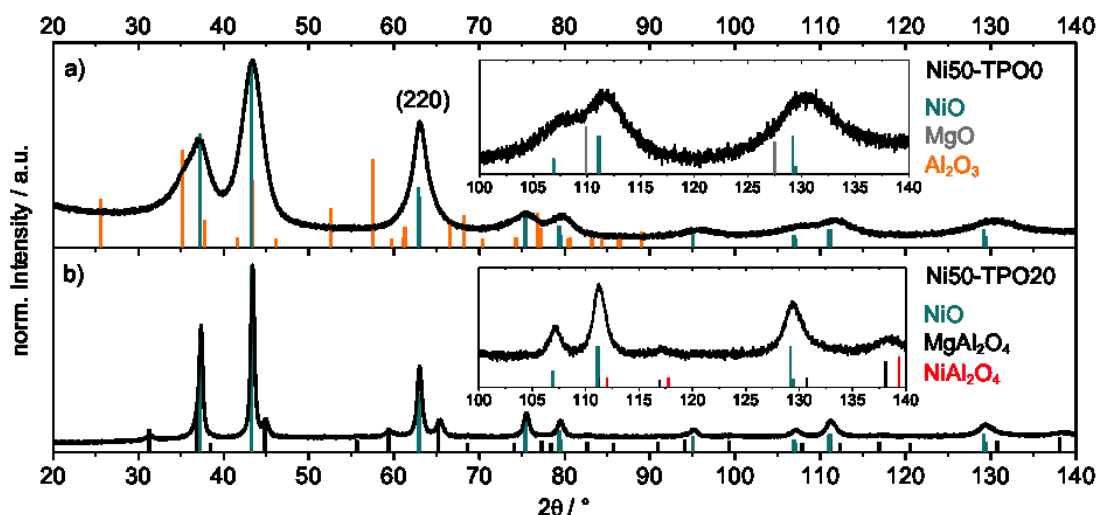 20 30 40 50 60 70 80 90 100 110 120 130 140
a)
(220)
Ni50-TPO0
NiO
MgO
Al₂O₃
100 105 110 115 120 125 130 135 140
b)
Ni50-TPO20
NiO
MgAl₂O₄
NiAl₂O₄
100 105 110 115 120 125 130 135 140
norm. Intensity / a.u.
20 30 40 50 60 70 80 90 100 110 120 130 140
2θ / °